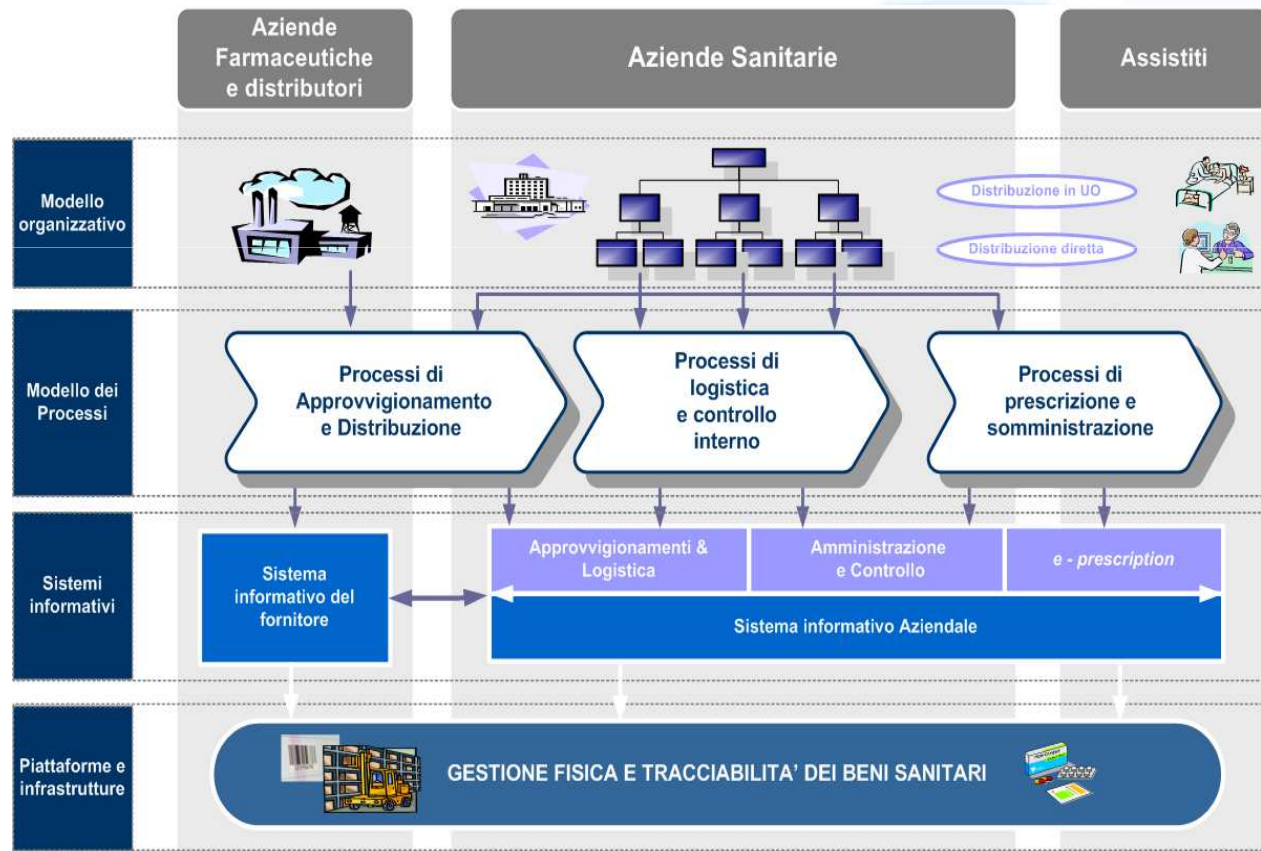 Aziende
Farmaceutiche
e distributori
Aziende Sanitarie
Assistiti
Modello
organizzativo
Distribuzione in UO
Distribuzione diretta
Modello dei
Processi
Processi di
Approvvigionamento
e Distribuzione
Processi di
logistica
e controllo
interno
Processi di
prescrizione e
somministrazione
Sistemi
informativi
Sistema
informativo del
fornitore
Approvvigionamenti &
Logistica
Amministrazione
e Controllo
e - prescription
Sistema informativo Aziendale
Piattaforme e
infrastrutture
GESTIONE FISICA E TRACCIABILITA' DEI BENI SANITARI